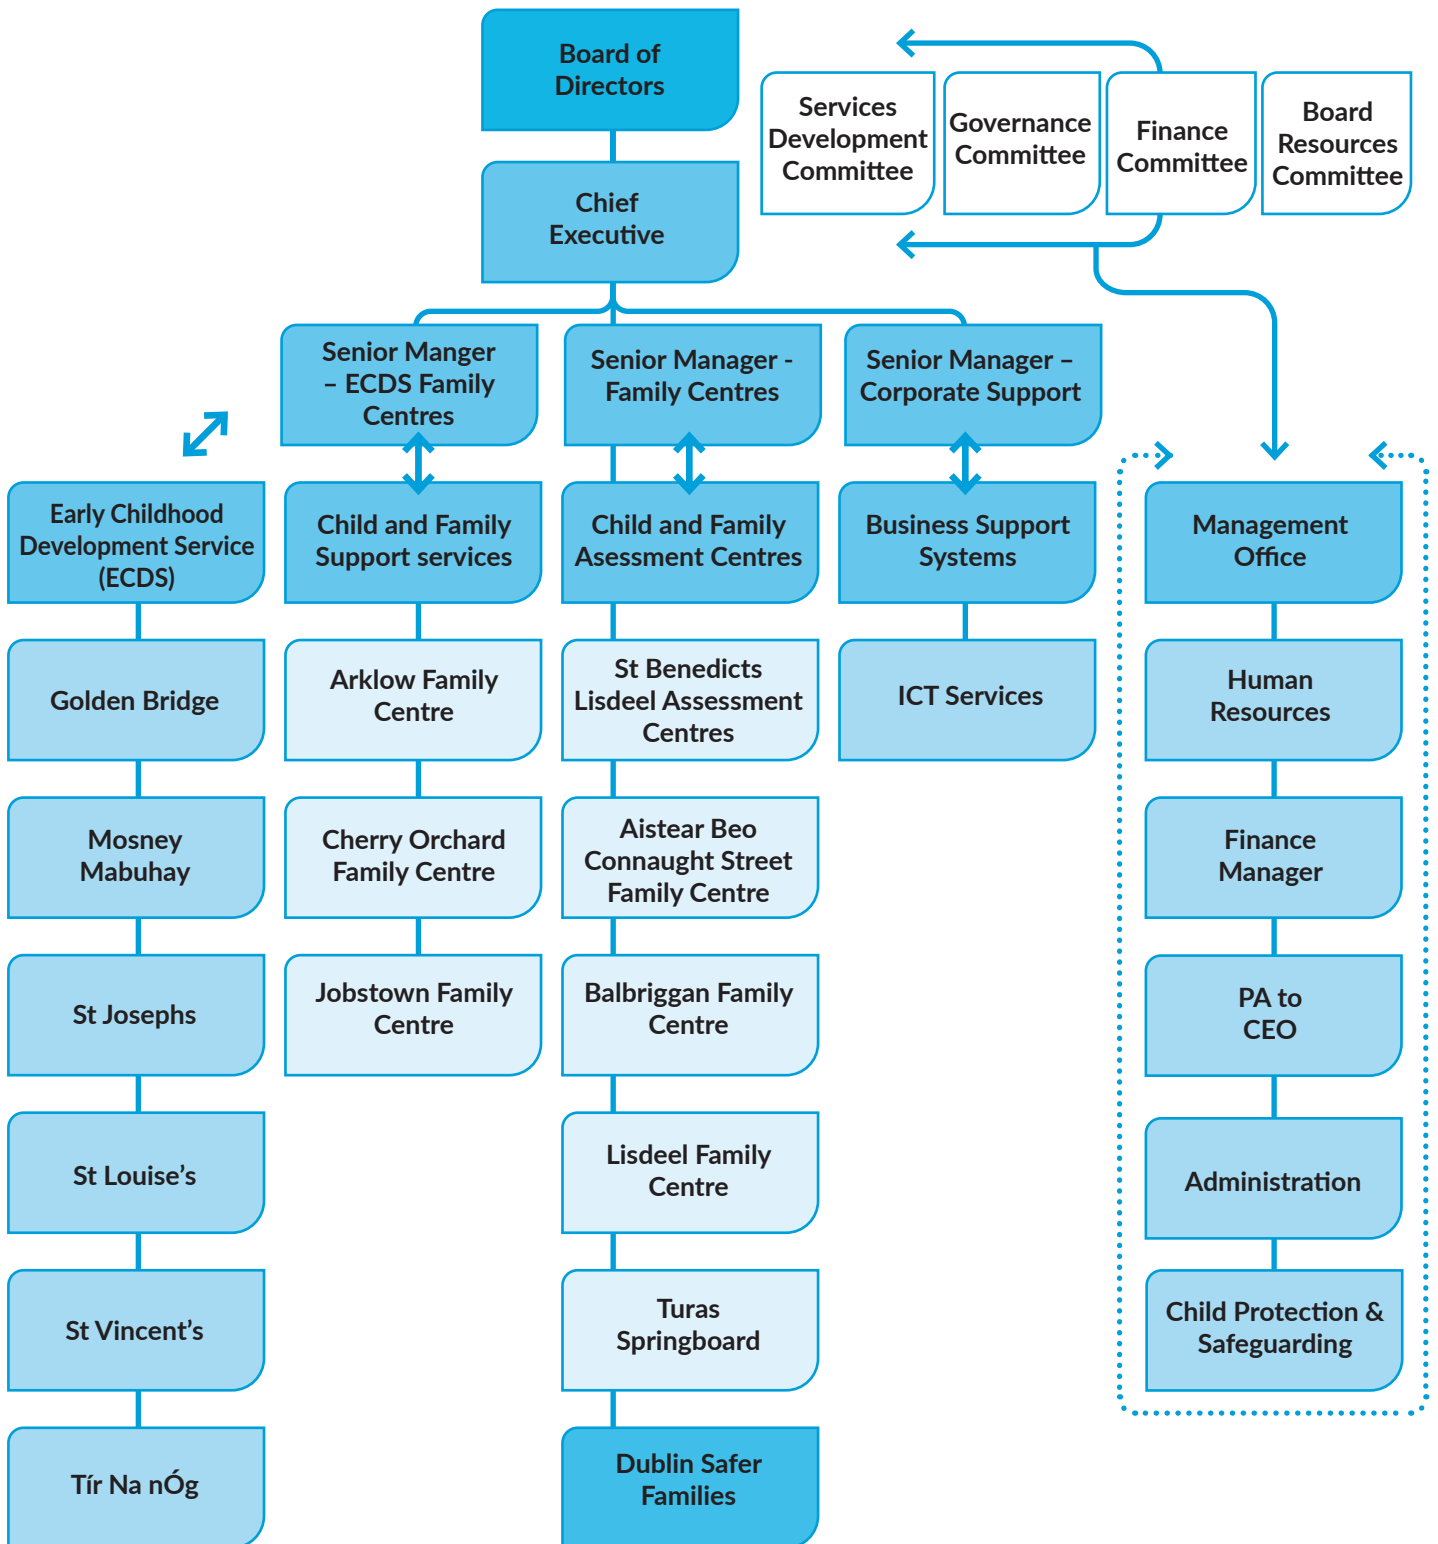 Board of
Directors
Services
Development
Committee
Governance
Committee
Finance
Committee
Board
Resources
Committee
Chief
Executive
Senior Manger
– ECDS Family
Centres
Senior Manager -
Family Centres
Senior Manager –
Corporate Support
Early Childhood
Development Service
(ECDS)
Child and Family
Support services
Child and Family
Asessment Centres
Business Support
Systems
Management
Office
Golden Bridge
Arklow Family
Centre
St Benedicts
Lisdeel Assessment
Centres
ICT Services
Human
Resources
Mosney
Mabuhay
Cherry Orchard
Family Centre
Aistear Beo
Connaught Street
Family Centre
Finance
Manager
St Josephs
Jobstown Family
Centre
Balbriggan Family
Centre
PA to
CEO
St Louise’s
Lisdeel Family
Centre
Administration
St Vincent’s
Turas
Springboard
Child Protection &
Safeguarding
Tír Na nÓg
Dublin Safer
Families